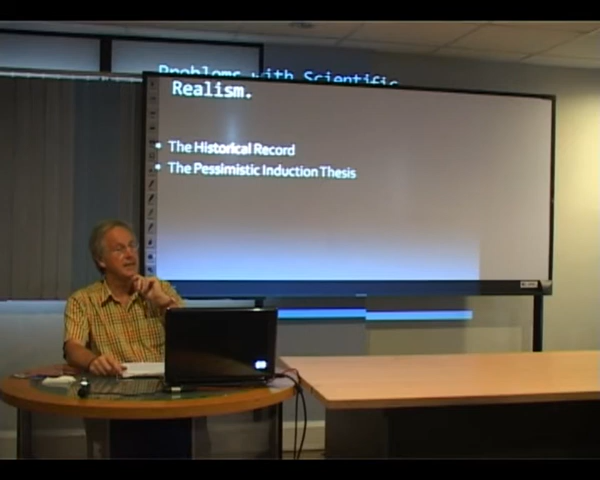 Problems with Scientific
Realism.
• The Historical Record
• The Pessimistic Induction Thesis